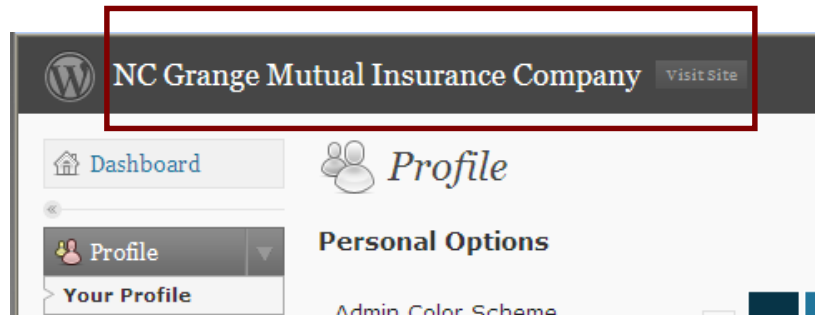 NC Grange Mutual Insurance Company Visit Site
Dashboard
Profile
Profile
Personal Options
Your Profile
Admin Color Scheme